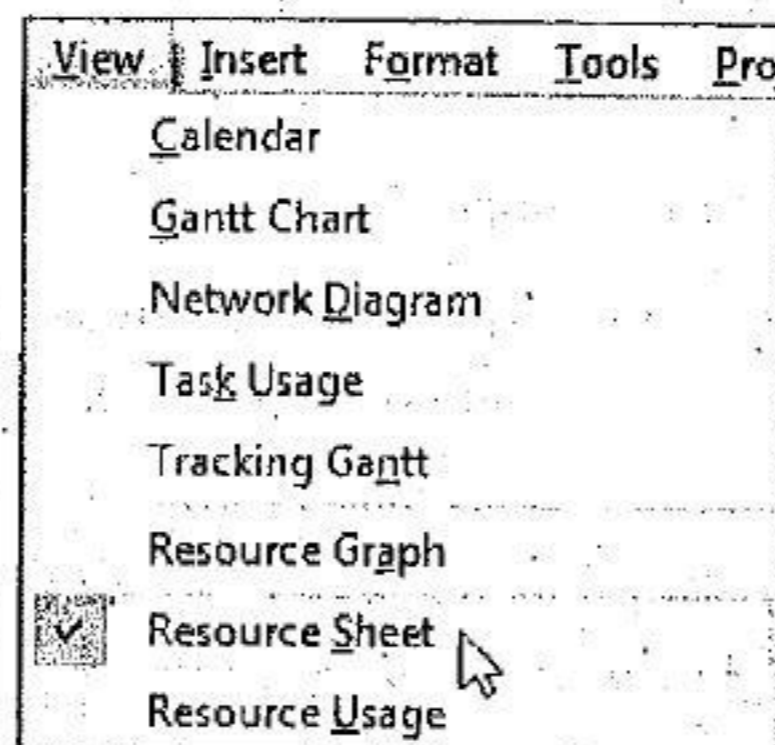 View Insert Format Tools Pro
Calendar
Gantt Chart
Network Diagram
Task Usage
Tracking Gantt
Resource Graph
Resource Sheet
Resource Usage